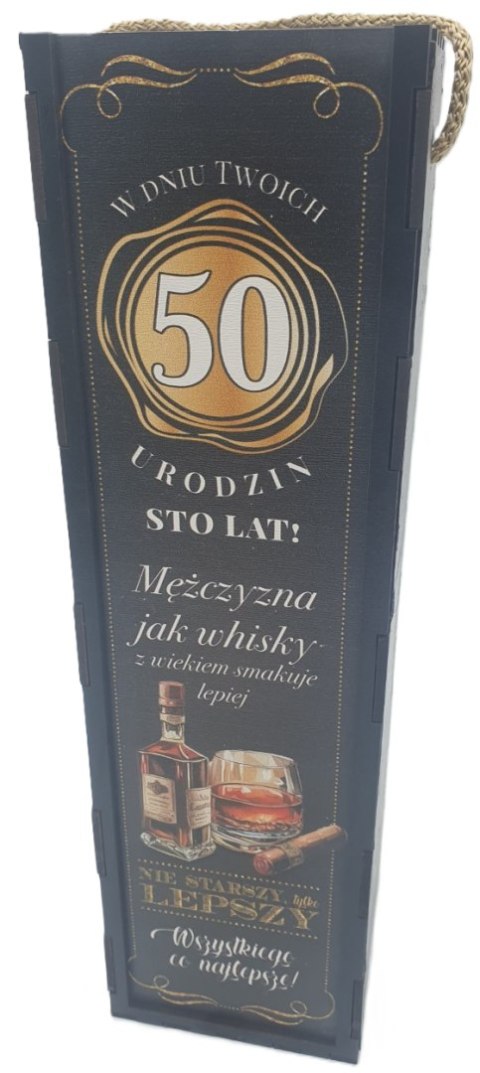 W DNIU TWOICH
50
URODZIN
STO LAT!
Mężczyzna
jak whisky
z wiekiem smakuje
lepiej
NIE STARSZY, tylko
LEPSZY
Wszystkiego
co najlepsze!